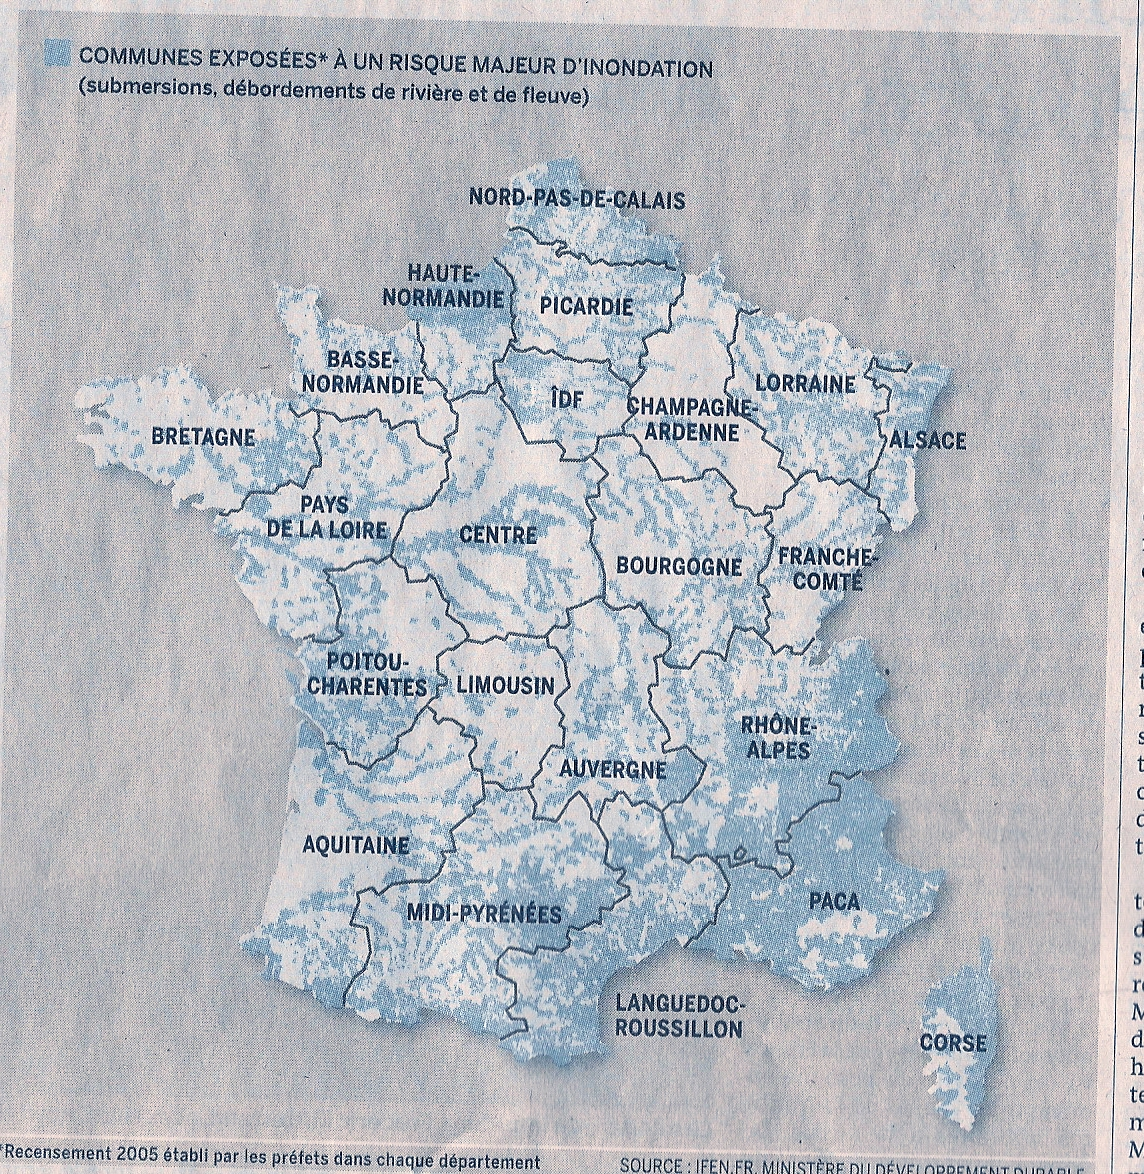 COMMUNES EXPOSÉES* À UN RISQUE MAJEUR D'INONDATION
(submersions, débordements de rivière et de fleuve)
NORD-PAS-DE-CALAIS
HAUTE-
NORMANDIE
PICARDIE
BASSE-
NORMANDIE
ÎDF
LORRAINE
CHAMPAGNE-
ARDENNE
ALSACE
BRETAGNE
PAYS
DE LA LOIRE
CENTRE
BOURGOGNE
FRANCHE-
COMTÉ
POITOU-
CHARENTES
LIMOUSIN
RHÔNE-
ALPES
AUVERGNE
AQUITAINE
MIDI-PYRÉNÉES
PACA
LANGUEDOC-
ROUSSILLON
CORSE
*Recensement 2005 établi par les préfets dans chaque département
SOURCE : IFEN.FR, MINISTÈRE DU DÉVELOPPEMENT DURABLE